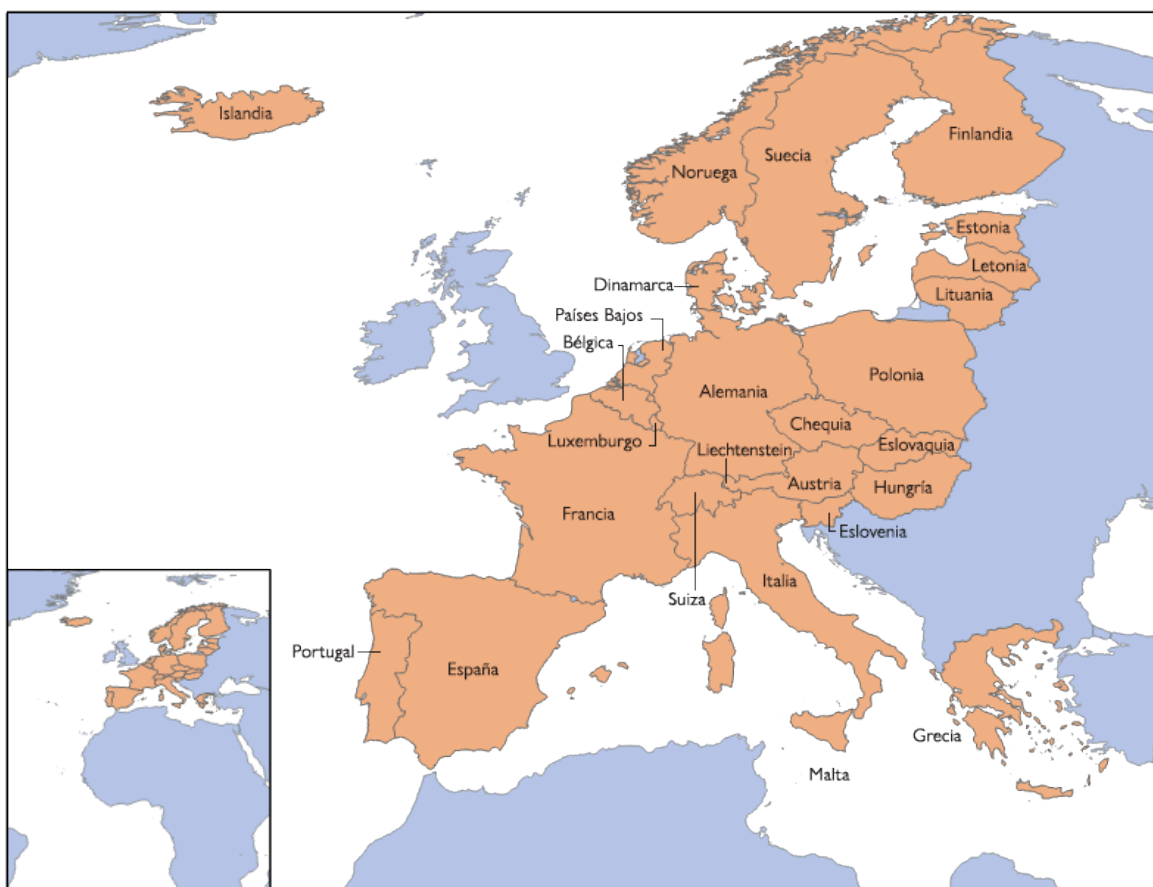 Islandia
Finlandia
Suecia
Noruega
Estonia
Letonia
Dinamarca
Lituania
Países Bajos
Bélgica
Polonia
Alemania
Chequia
Luxemburgo
Eslovaquia
Liechtenstein
Austria
Hungría
Francia
Eslovenia
Italia
Suiza
Portugal
España
Grecia
Malta